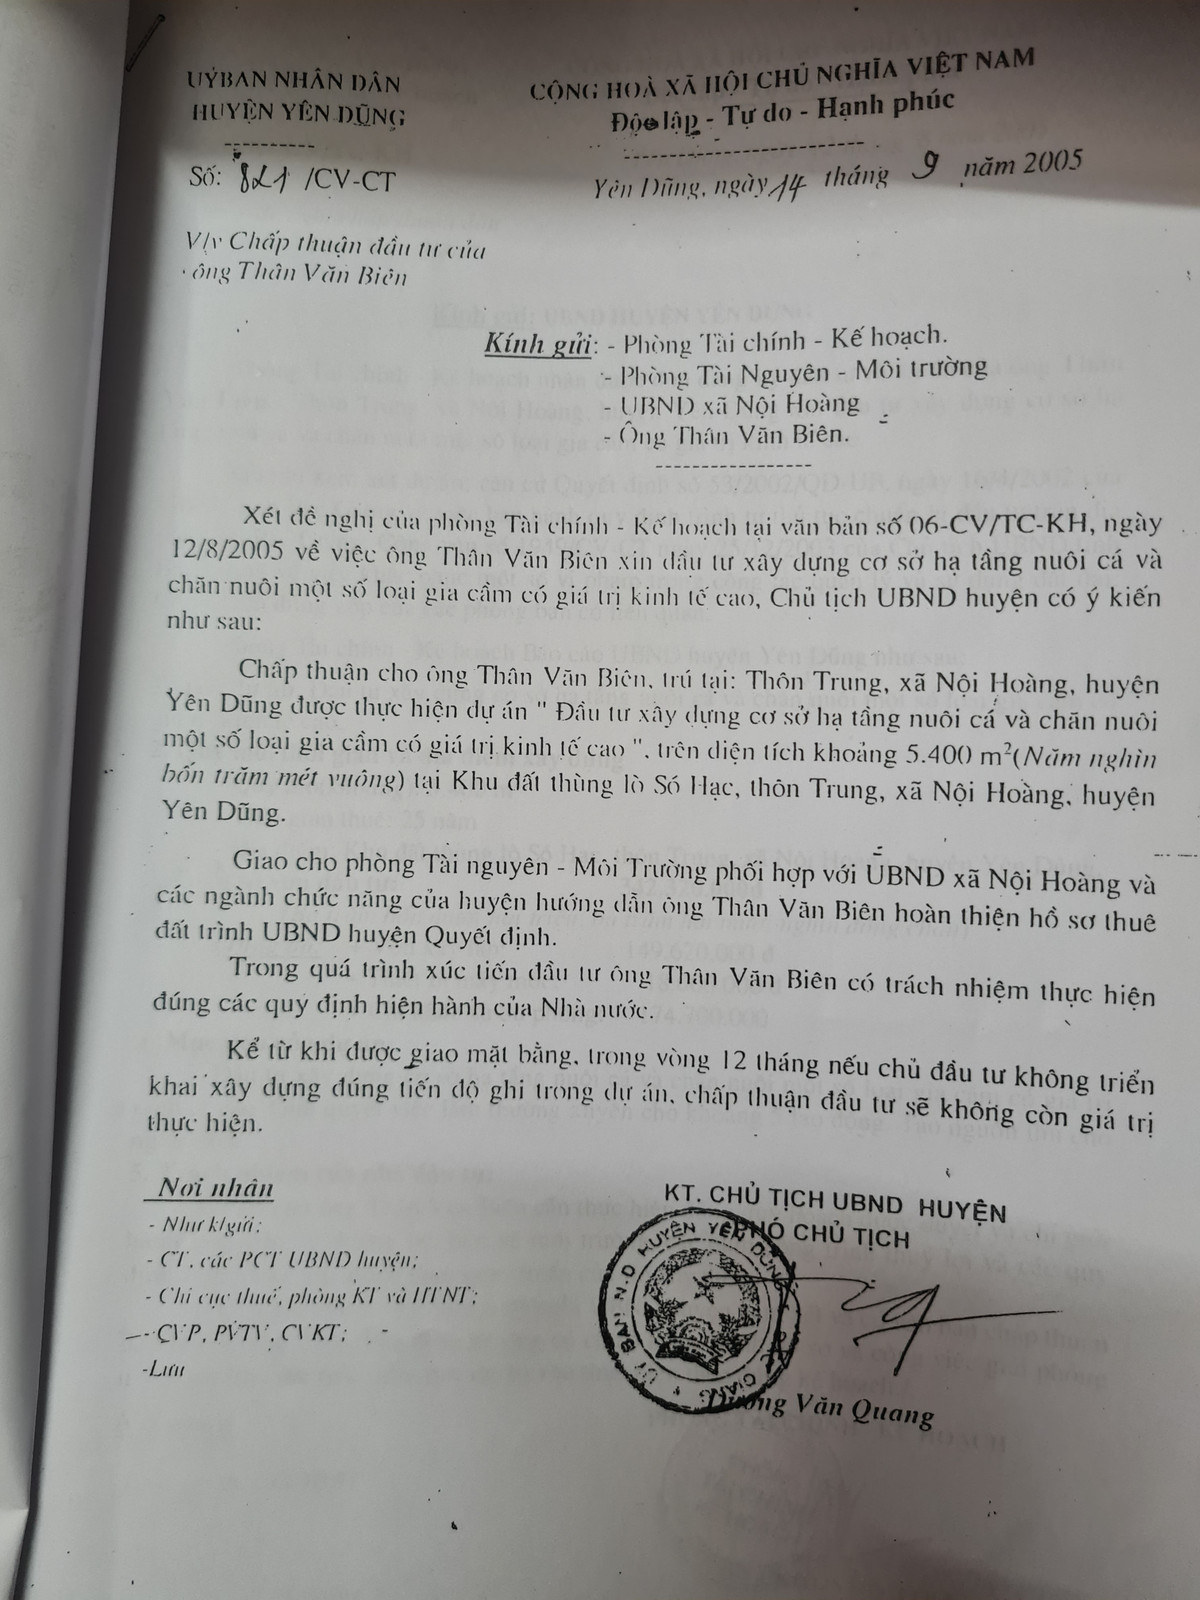 UỶ BAN NHÂN DÂN
HUYỆN YÊN DŨNG
CỘNG HOÀ XÃ HỘI CHỦ NGHĨA VIỆT NAM
Độc lập - Tự do - Hạnh phúc
Số: 821 /CV-CT
Yên Dũng, ngày 14 tháng 9 năm 2005
V/v Chấp thuận đầu tư của
ông Thân Văn Biên
Kính gửi: - Phòng Tài chính - Kế hoạch.
- Phòng Tài Nguyên - Môi trường
- UBND xã Nội Hoàng
- Ông Thân Văn Biên.
Xét đề nghị của phòng Tài chính - Kế hoạch tại văn bản số 06-CV/TC-KH, ngày
12/8/2005 về việc ông Thân Văn Biên xin đầu tư xây dựng cơ sở hạ tầng nuôi cá và
chăn nuôi một số loại gia cầm có giá trị kinh tế cao, Chủ tịch UBND huyện có ý kiến
như sau:
Chấp thuận cho ông Thân Văn Biên, trú tại: Thôn Trung, xã Nội Hoàng, huyện
Yên Dũng được thực hiện dự án " Đầu tư xây dựng cơ sở hạ tầng nuôi cá và chăn nuôi
một số loại gia cầm có giá trị kinh tế cao ", trên diện tích khoảng 5.400 m²(Năm nghìn
bốn trăm mét vuông) tại Khu đất thùng lò Só Hạc, thôn Trung, xã Nội Hoàng, huyện
Yên Dũng.
Giao cho phòng Tài nguyên - Môi Trường phối hợp với UBND xã Nội Hoàng và
các ngành chức năng của huyện hướng dẫn ông Thân Văn Biên hoàn thiện hồ sơ thuê
đất trình UBND huyện Quyết định.
Trong quá trình xúc tiến đầu tư ông Thân Văn Biên có trách nhiệm thực hiện
đúng các quy định hiện hành của Nhà nước.
Kể từ khi được giao mặt bằng, trong vòng 12 tháng nếu chủ đầu tư không triển
khai xây dựng đúng tiến độ ghi trong dự án, chấp thuận đầu tư sẽ không còn giá trị
thực hiện.
Nơi nhân
- Như k/gửi;
- CT, các PCT UBND huyện;
- Chi cục thuế, phòng KT và HTNT;
- CVP, PVTV, CVKT;
-Lưu
KT. CHỦ TỊCH UBND HUYỆN
PHÓ CHỦ TỊCH
UỶ BAN N.D HUYỆN YÊN DŨNG GIANG
Dương Văn Quang